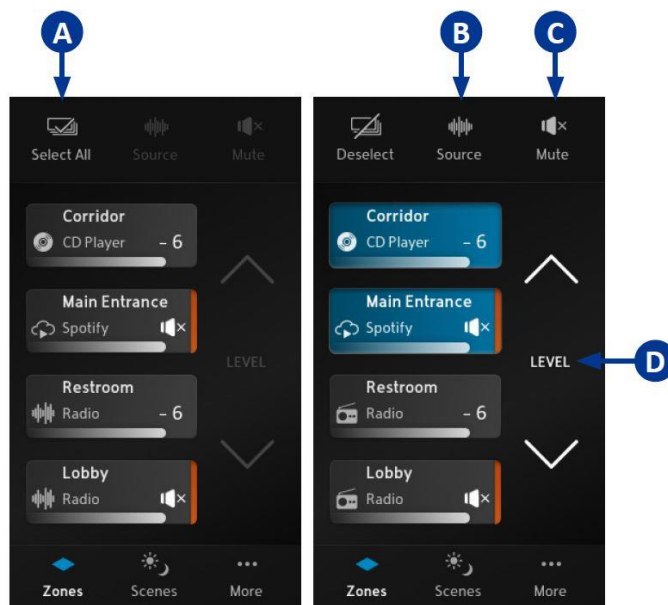 A
B
C
Select All
Source
Mute
Corridor
CD Player
- 6
Main Entrance
Spotify
Restroom
Radio
- 6
Lobby
Radio
LEVEL
Zones
Scenes
More
Deselect
Source
Mute
Corridor
CD Player
- 6
Main Entrance
Spotify
Restroom
Radio
- 6
Lobby
Radio
LEVEL
D
Zones
Scenes
More